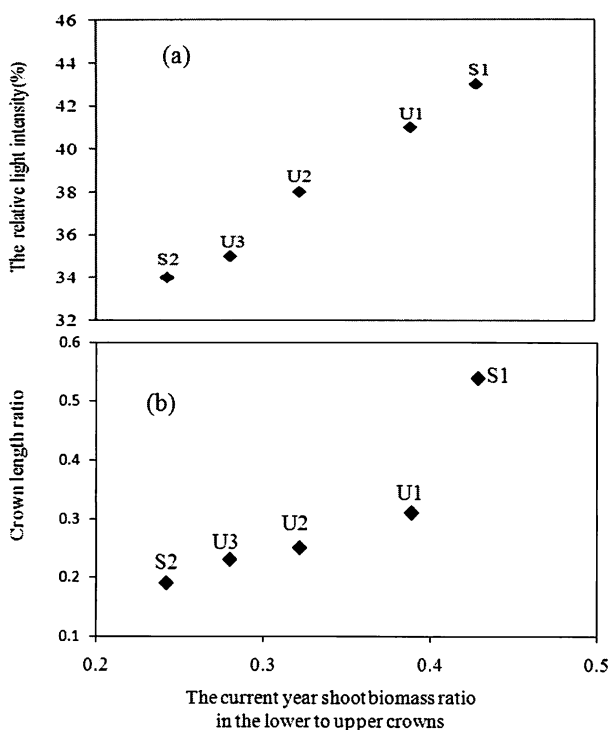 46
44
42
40
38
36
34
32
The relative light intensity(%)
(a)
S1
U1
U2
U3
S2
0.6
0.5
0.4
0.3
0.2
0.1
Crown length ratio
(b)
S1
U1
U2
U3
S2
0.2 0.3 0.4 0.5
The current year shoot biomass ratio
in the lower to upper crowns